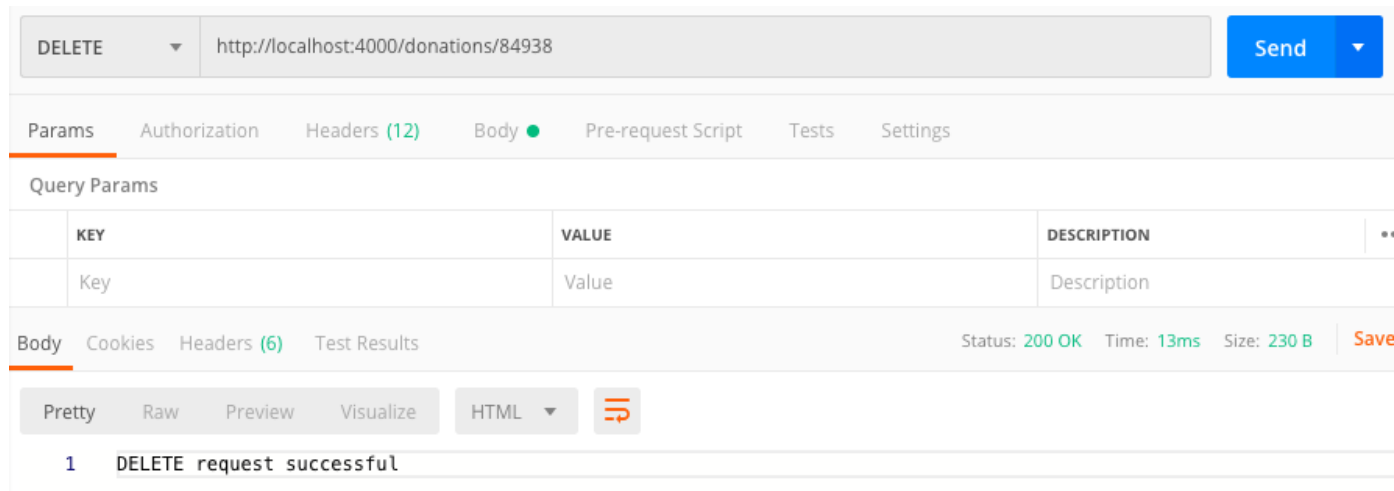 DELETE http://localhost:4000/donations/84938 Send
Params Authorization Headers (12) Body Pre-request Script Tests Settings
Query Params
KEY VALUE DESCRIPTION
Key Value Description
Body Cookies Headers (6) Test Results Status: 200 OK Time: 13ms Size: 230 B Save
Pretty Raw Preview Visualize HTML
1 DELETE request successful